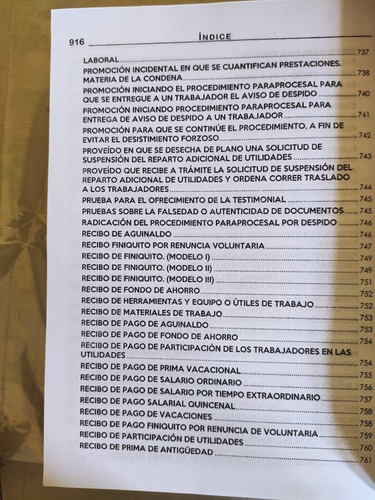 916 ÍNDICE
LABORAL 737
PROMOCIÓN INCIDENTAL EN QUE SE CUANTIFICAN PRESTACIONES.
MATERIA DE LA CONDENA 738
PROMOCIÓN INICIANDO EL PROCEDIMIENTO PARAPROCESAL PARA
QUE SE ENTREGUE A UN TRABAJADOR EL AVISO DE DESPIDO 740
PROMOCIÓN INICIANDO PROCEDIMIENTO PARAPROCESAL PARA
ENTREGA DE AVISO DE DESPIDO A UN TRABAJADOR 741
PROMOCIÓN PARA QUE SE CONTINÚE EL PROCEDIMIENTO, A FIN DE
EVITAR EL DESISTIMIENTO FORZOSO 742
PROVEÍDO EN QUE SE DESECHA DE PLANO UNA SOLICITUD DE
SUSPENSIÓN DEL REPARTO ADICIONAL DE UTILIDADES 743
PROVEÍDO QUE RECIBE A TRÁMITE LA SOLICITUD DE SUSPENSIÓN DEL
REPARTO ADICIONAL DE UTILIDADES Y ORDENA CORRER TRASLADO
A LOS TRABAJADORES 744
PRUEBA PARA EL OFRECIMIENTO DE LA TESTIMONIAL 745
PRUEBAS SOBRE LA FALSEDAD O AUTENTICIDAD DE DOCUMENTOS 745
RADICACIÓN DEL PROCEDIMIENTO PARAPROCESAL POR DESPIDO 746
RECIBO DE AGUINALDO 746
RECIBO FINIQUITO POR RENUNCIA VOLUNTARIA 747
RECIBO DE FINIQUITO. (MODELO I) 749
RECIBO DE FINIQUITO. (MODELO II) 749
RECIBO DE FINIQUITO. (MODELO III) 751
RECIBO DE FONDO DE AHORRO 752
RECIBO DE HERRAMIENTAS Y EQUIPO O ÚTILES DE TRABAJO 752
RECIBO DE MATERIALES DE TRABAJO 753
RECIBO DE PAGO DE AGUINALDO 753
RECIBO DE PAGO DE FONDO DE AHORRO 754
RECIBO DE PAGO DE PARTICIPACIÓN DE LOS TRABAJADORES EN LAS
UTILIDADES 754
RECIBO DE PAGO DE PRIMA VACACIONAL 755
RECIBO DE PAGO DE SALARIO ORDINARIO 756
RECIBO DE PAGO DE SALARIO POR TIEMPO EXTRAORDINARIO 757
RECIBO DE PAGO SALARIAL QUINCENAL 758
RECIBO DE PAGO DE VACACIONES 758
RECIBO DE PAGO FINIQUITO POR RENUNCIA DE VOLUNTARIA 759
RECIBO DE PARTICIPACIÓN DE UTILIDADES 760
RECIBO DE PRIMA DE ANTIGÜEDAD 761